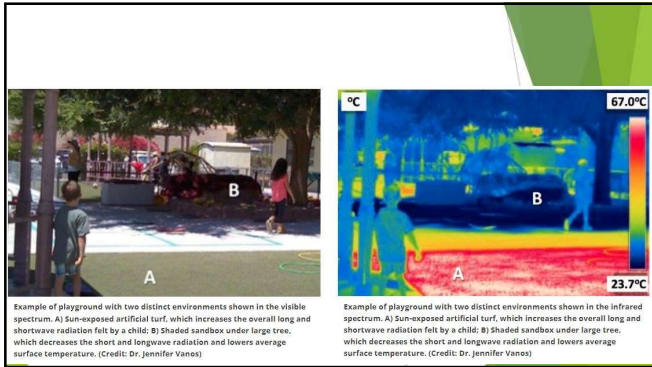 B
A
Example of playground with two distinct environments shown in the visible
spectrum. A) Sun-exposed artificial turf, which increases the overall long and
shortwave radiation felt by a child; B) Shaded sandbox under large tree,
which decreases the short and longwave radiation and lowers average
surface temperature. (Credit: Dr. Jennifer Vanos)
°C
67.0°C
B
A
23.7°C
Example of playground with two distinct environments shown in the infrared
spectrum. A) Sun-exposed artificial turf, which increases the overall long and
shortwave radiation felt by a child; B) Shaded sandbox under large tree,
which decreases the short and longwave radiation and lowers average
surface temperature. (Credit: Dr. Jennifer Vanos)